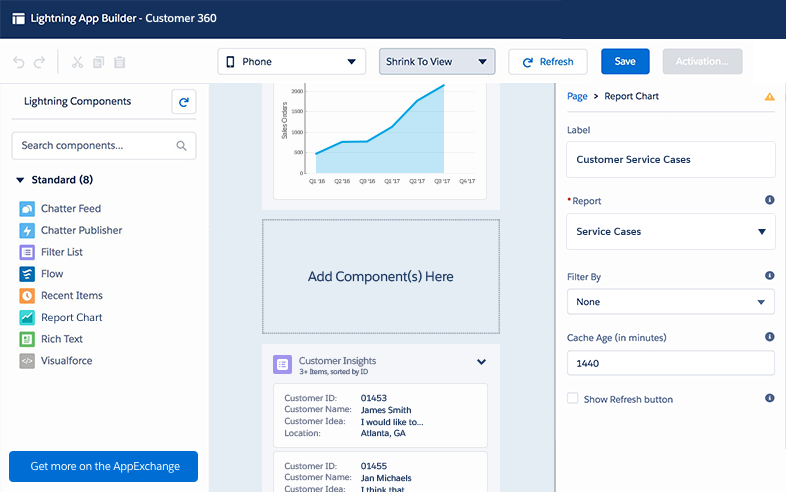 Lightning App Builder - Customer 360
Phone
Shrink To View
Refresh
Save
Activation...
Lightning Components
Search components...
Standard (8)
Chatter Feed
Chatter Publisher
Filter List
Flow
Recent Items
Report Chart
Rich Text
Visualforce
Get more on the AppExchange
Sales Orders
2000
1500
1000
500
0
Q1 '16 Q2 '16 Q3 '16 Q1 '17 Q2 '17 Q3 '17 Q4 '17
Add Component(s) Here
Customer Insights
3+ Items, sorted by ID
Customer ID: 01453
Customer Name: James Smith
Customer Idea: I would like to...
Location: Atlanta, GA
Customer ID: 01455
Customer Name: Jan Michaels
Customer Idea: I think that
Page > Report Chart
Label
Customer Service Cases
*Report
Service Cases
Filter By
None
Cache Age (in minutes)
1440
Show Refresh button